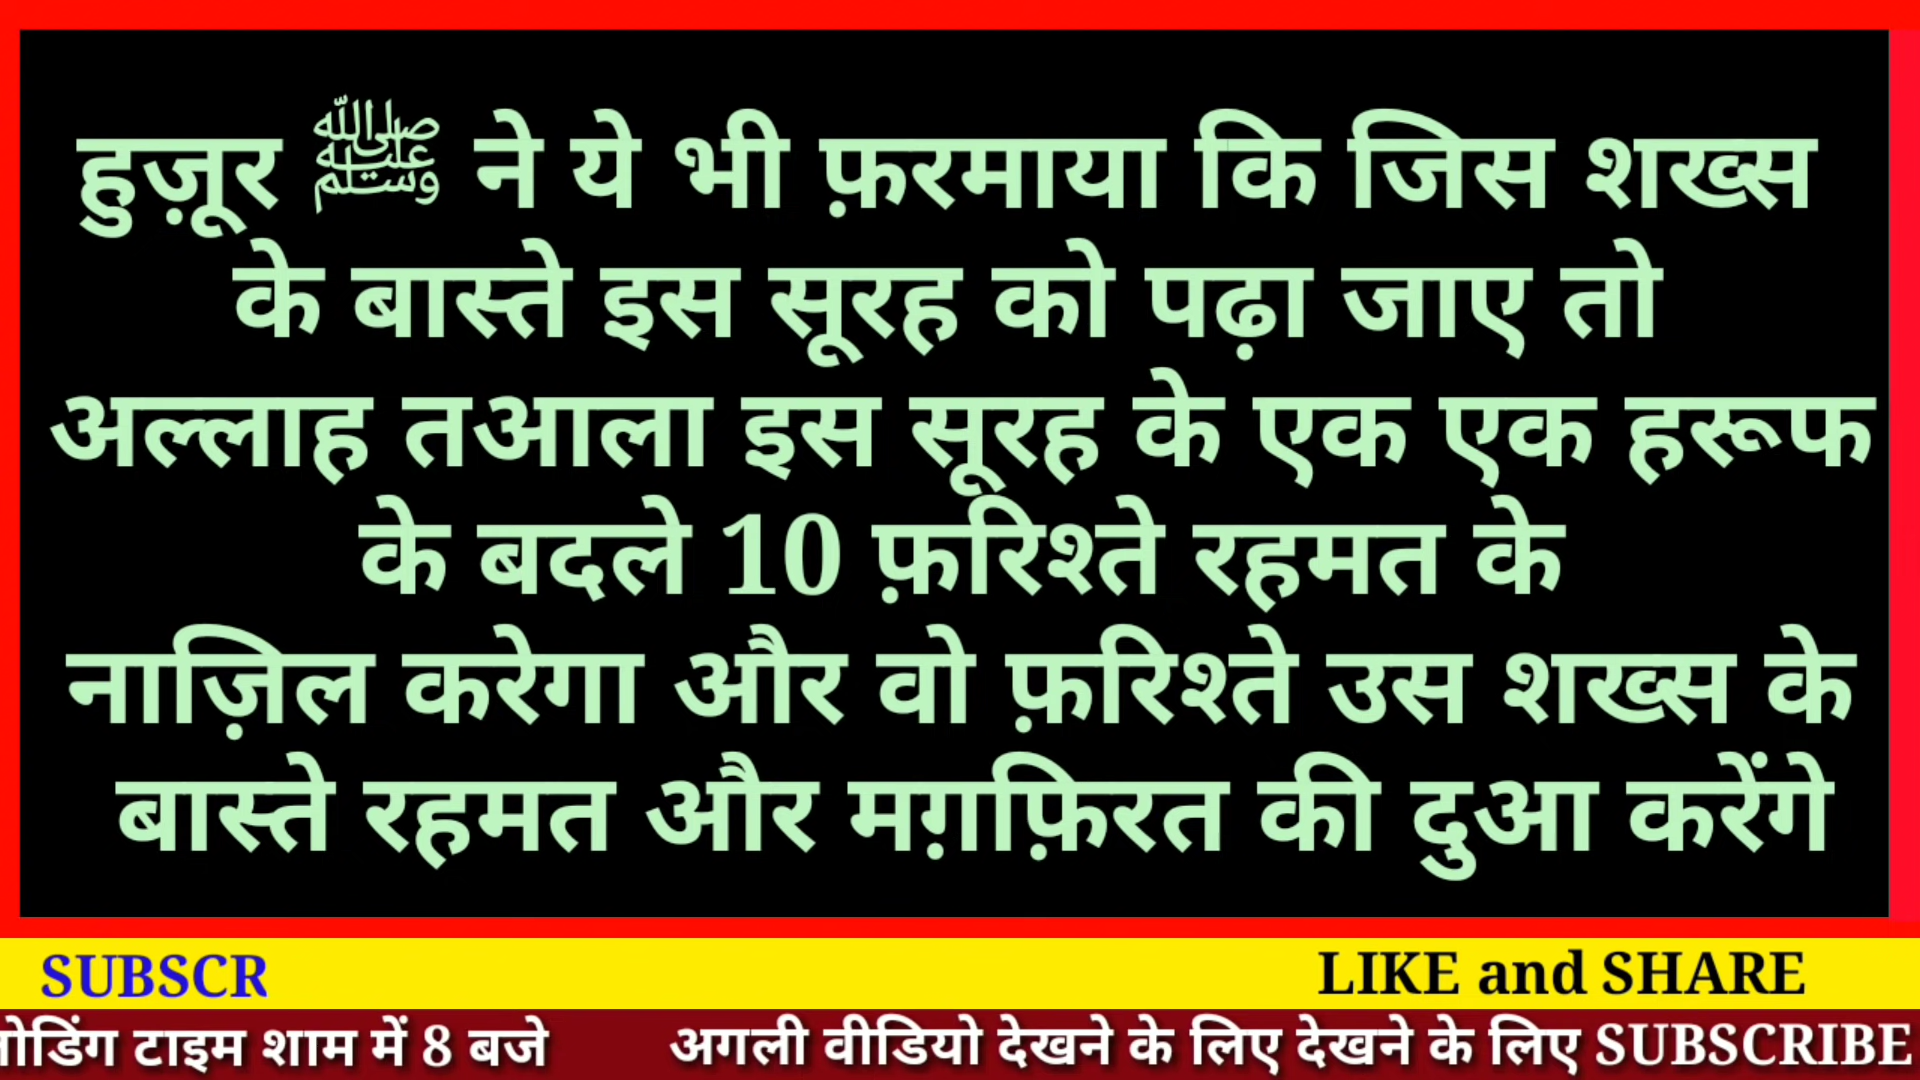 हुज़ूर ﷺ ने ये भी फ़रमाया कि जिस शख्स
के बास्ते इस सूरह को पढ़ा जाए तो
अल्लाह तआला इस सूरह के एक एक हरूफ
के बदले 10 फ़रिश्ते रहमत के
नाज़िल करेगा और वो फ़रिश्ते उस शख्स के
बास्ते रहमत और मग़फ़िरत की दुआ करेंगे
SUBSCR LIKE and SHARE
टाइम शाम में 8 बजे अगली वीडियो देखने के लिए देखने के लिए SUBSCRIBE